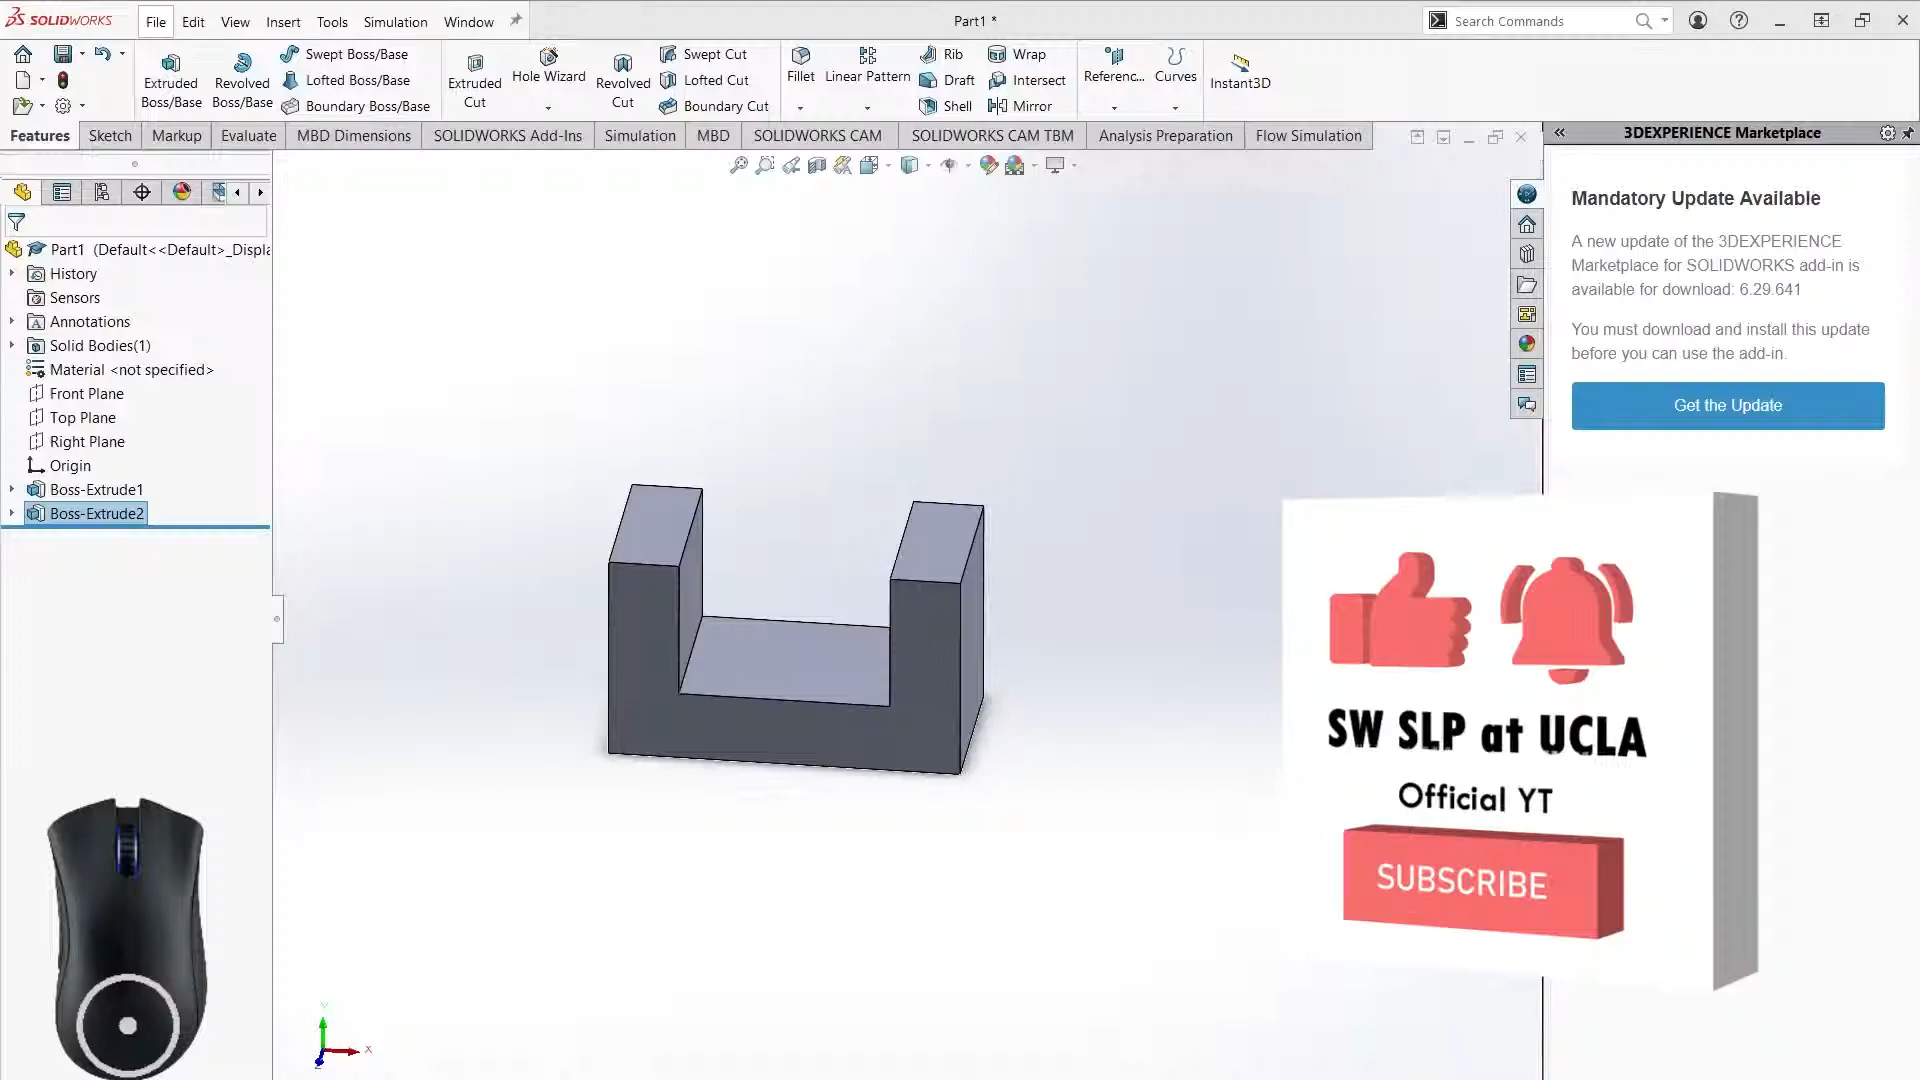 SOLIDWORKS
File Edit View Insert Tools Simulation Window
Part1 *
Search Commands
Extruded Boss/Base
Revolved Boss/Base
Swept Boss/Base
Lofted Boss/Base
Boundary Boss/Base
Extruded Cut
Hole Wizard
Revolved Cut
Swept Cut
Lofted Cut
Boundary Cut
Fillet
Linear Pattern
Rib
Draft
Shell
Wrap
Intersect
Mirror
Referenc...
Curves
Instant3D
Features Sketch Markup Evaluate MBD Dimensions SOLIDWORKS Add-Ins Simulation MBD SOLIDWORKS CAM SOLIDWORKS CAM TBM Analysis Preparation Flow Simulation
Part1 (Default<<Default>_Displa
History
Sensors
Annotations
Solid Bodies(1)
Material <not specified>
Front Plane
Top Plane
Right Plane
Origin
Boss-Extrude1
Boss-Extrude2
3DEXPERIENCE Marketplace
Mandatory Update Available
A new update of the 3DEXPERIENCE
Marketplace for SOLIDWORKS add-in is
available for download: 6.29.641
You must download and install this update
before you can use the add-in.
Get the Update
SW SLP at UCLA
Official YT
SUBSCRIBE
Y
X
Z